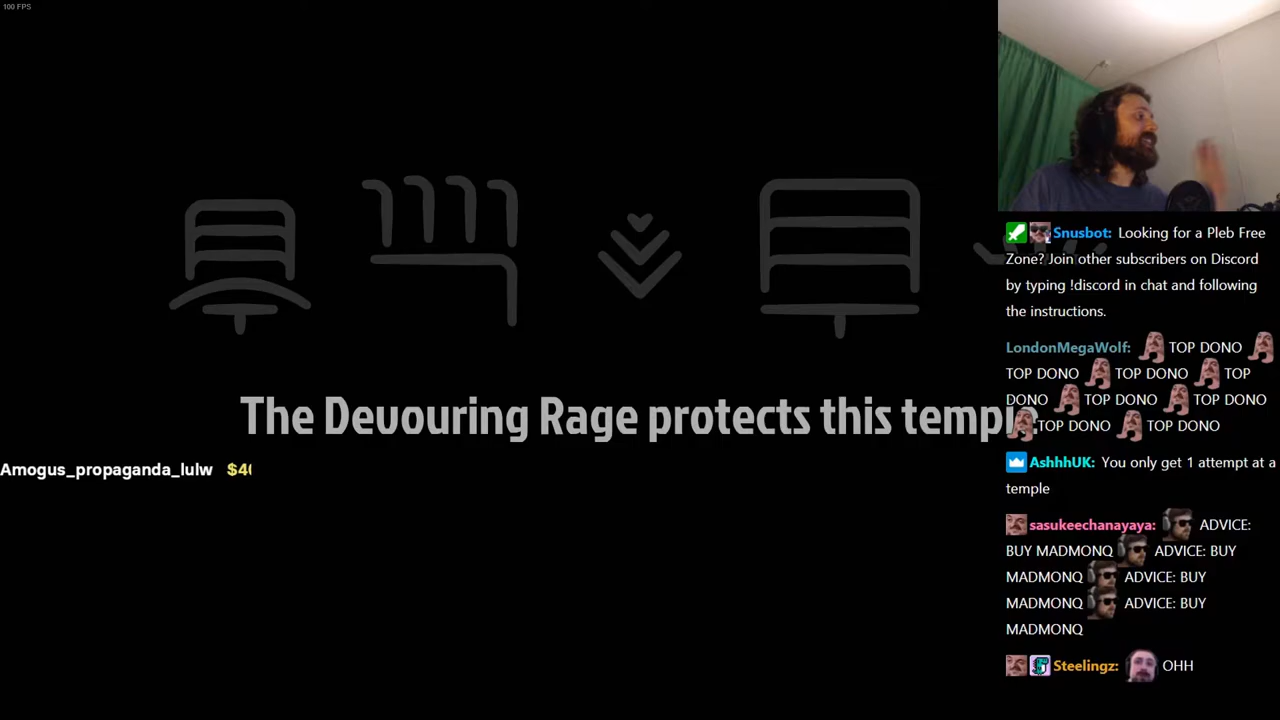 100 FPS
The Devouring Rage protects this temple
Amogus_propaganda_lulw $40
Snusbot: Looking for a Pleb Free
Zone? Join other subscribers on Discord
by typing !discord in chat and following
the instructions.
LondonMegaWolf: TOP DONO
TOP DONO TOP DONO TOP
DONO TOP DONO TOP DONO
TOP DONO TOP DONO
AshhhUK: You only get 1 attempt at a
temple
sasukeechanayaya: ADVICE:
BUY MADMONQ ADVICE: BUY
MADMONQ ADVICE: BUY
MADMONQ ADVICE: BUY
MADMONQ
Steelingz: OHH